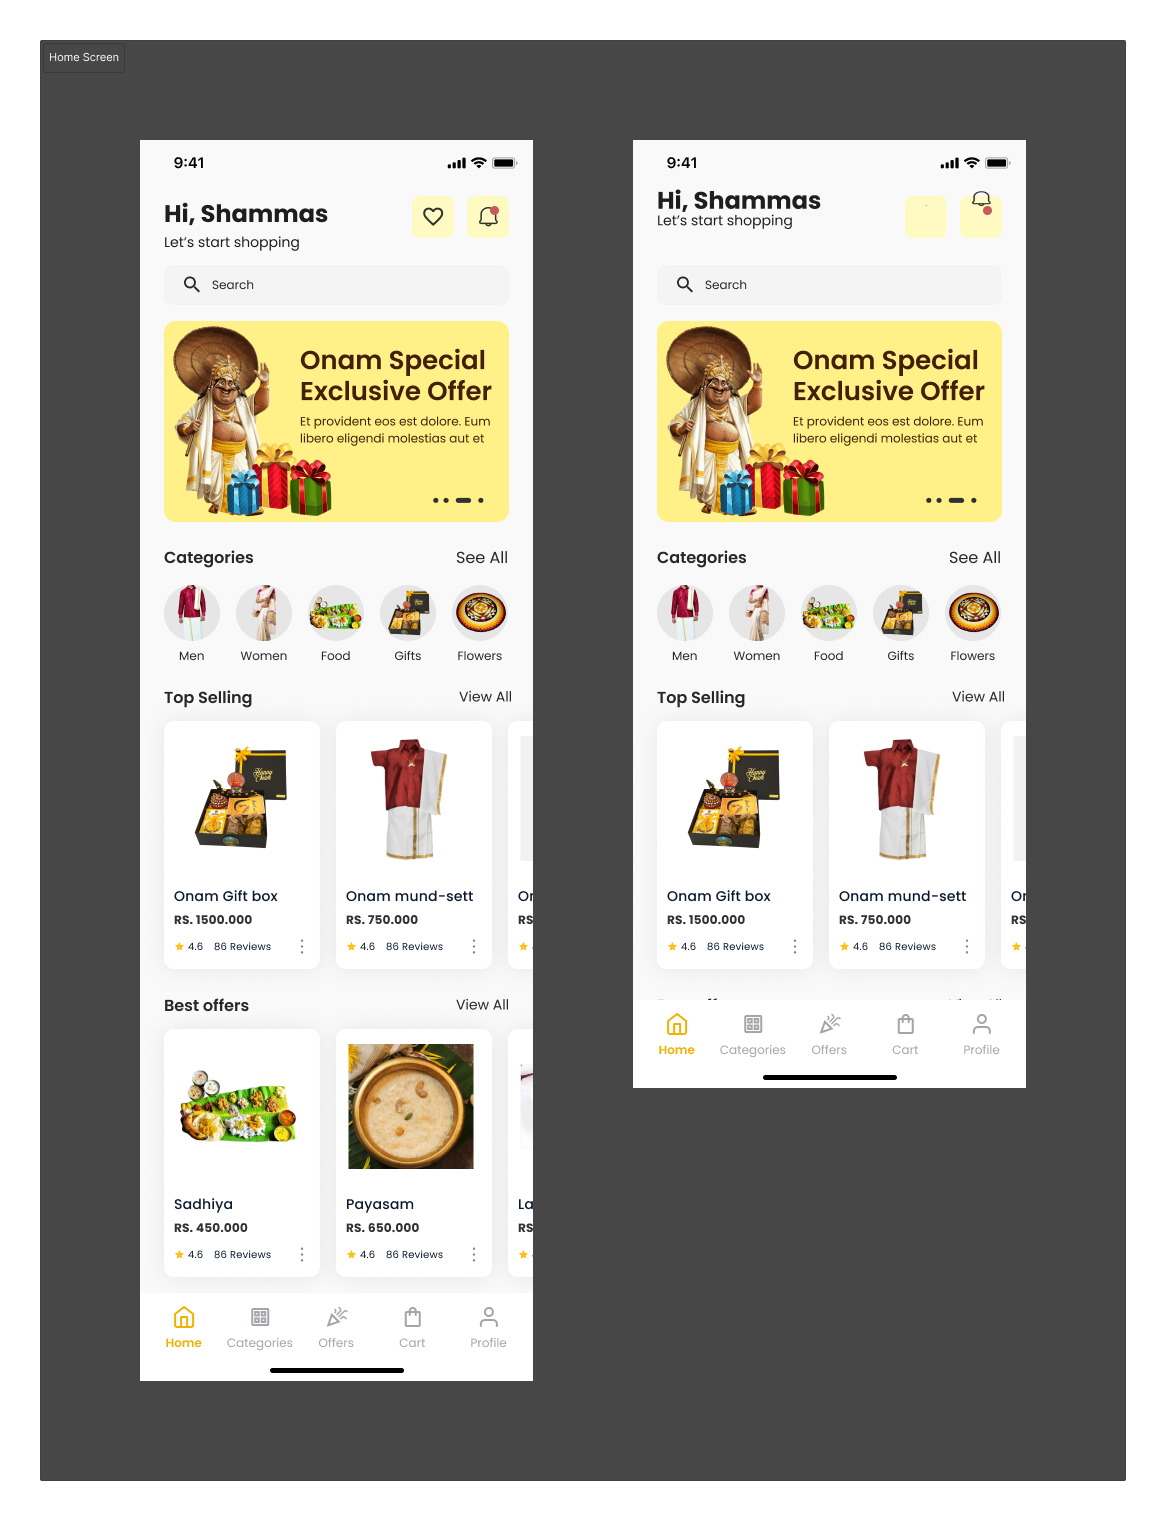 Home Screen
9:41
Hi, Shammas
Let's start shopping
Search
Onam Special
Exclusive Offer
Et provident eos est dolore. Eum
libero eligendi molestias aut et
Categories See All
Men Women Food Gifts Flowers
Top Selling View All
Happy
Onam
Onam Gift box
RS. 1500.000
4.6 86 Reviews
Onam mund-sett
RS. 750.000
4.6 86 Reviews
RS
Best offers View All
Sadhiya
RS. 450.000
4.6 86 Reviews
Payasam
RS. 650.000
4.6 86 Reviews
La
RS
Home Categories Offers Cart Profile
9:41
Hi, Shammas
Let's start shopping
Search
Onam Special
Exclusive Offer
Et provident eos est dolore. Eum
libero eligendi molestias aut et
Categories See All
Men Women Food Gifts Flowers
Top Selling View All
Happy
Onam
Onam Gift box
RS. 1500.000
4.6 86 Reviews
Onam mund-sett
RS. 750.000
4.6 86 Reviews
RS
Home Categories Offers Cart Profile